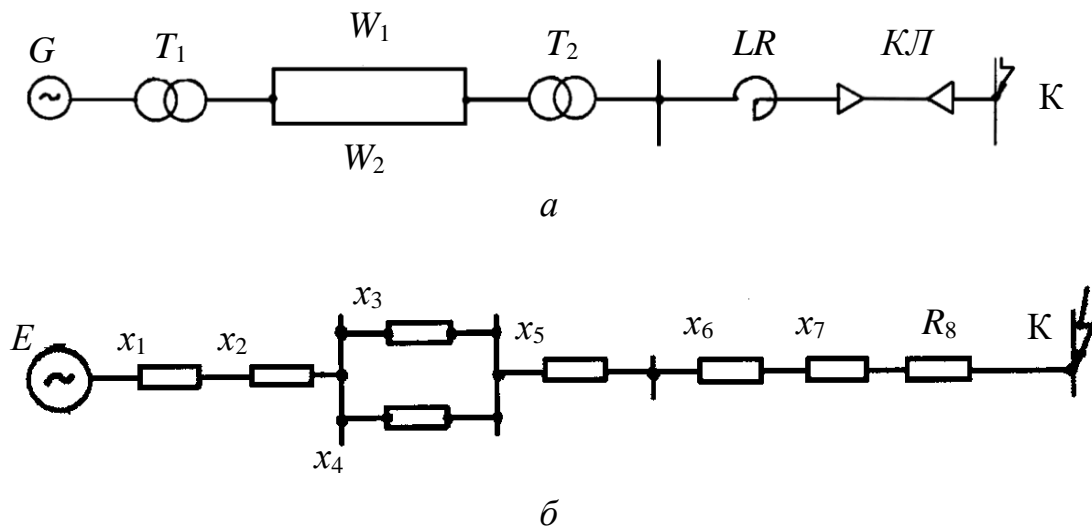 G T₁ W₁ T₂ LR КЛ К
W₂
а
E x₁ x₂ x₃ x₅ x₆ x₇ R₈ К
x₄
б